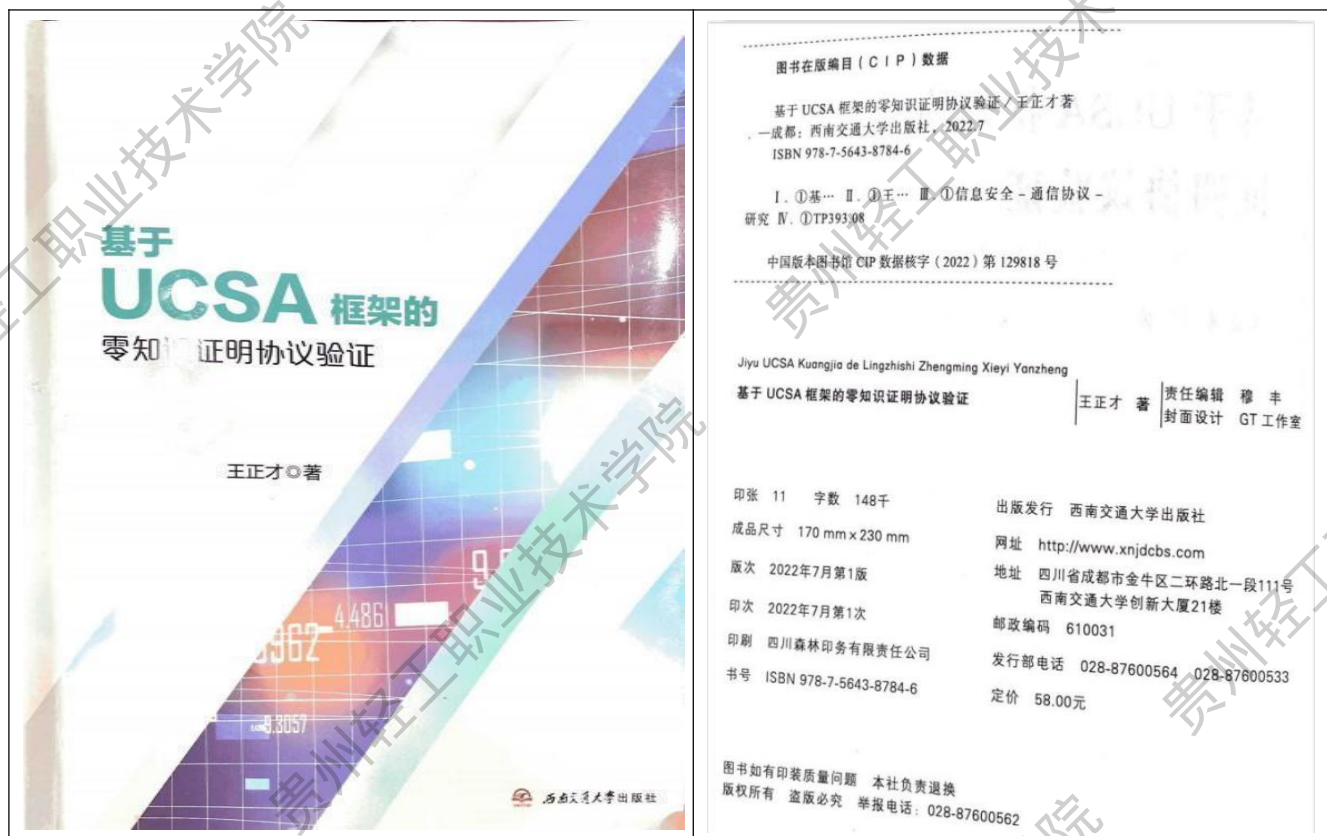 基于
UCSA 框架的
零知 证明协议验证
王正才◎著
9.
4.486
3962
9.3057
西南交通大学出版社
图书在版编目(CIP)数据
基于 UCSA 框架的零知识证明协议验证 / 王正才著
. —成都:西南交通大学出版社,2022.7
ISBN 978-7-5643-8784-6
Ⅰ. ①基… Ⅱ. ①王… Ⅲ. ①信息安全 – 通信协议 –
研究 Ⅳ. ①TP393.08
中国版本图书馆 CIP 数据核字(2022)第 129818 号
Jiyu UCSA Kuangjia de Lingzhishi Zhengming Xieyi Yanzheng
基于 UCSA 框架的零知识证明协议验证
王正才 著
责任编辑 穆 丰
封面设计 GT 工作室
印张 11 字数 148千
成品尺寸 170 mm × 230 mm
版次 2022年7月第1版
印次 2022年7月第1次
印刷 四川森林印务有限责任公司
书号 ISBN 978-7-5643-8784-6
出版发行 西南交通大学出版社
网址 http://www.xnjdcbs.com
地址 四川省成都市金牛区二环路北一段111号
西南交通大学创新大厦21楼
邮政编码 610031
发行部电话 028-87600564 028-87600533
定价 58.00元
图书如有印装质量问题 本社负责退换
版权所有 盗版必究 举报电话:028-87600562
贵州轻工职业技术学院